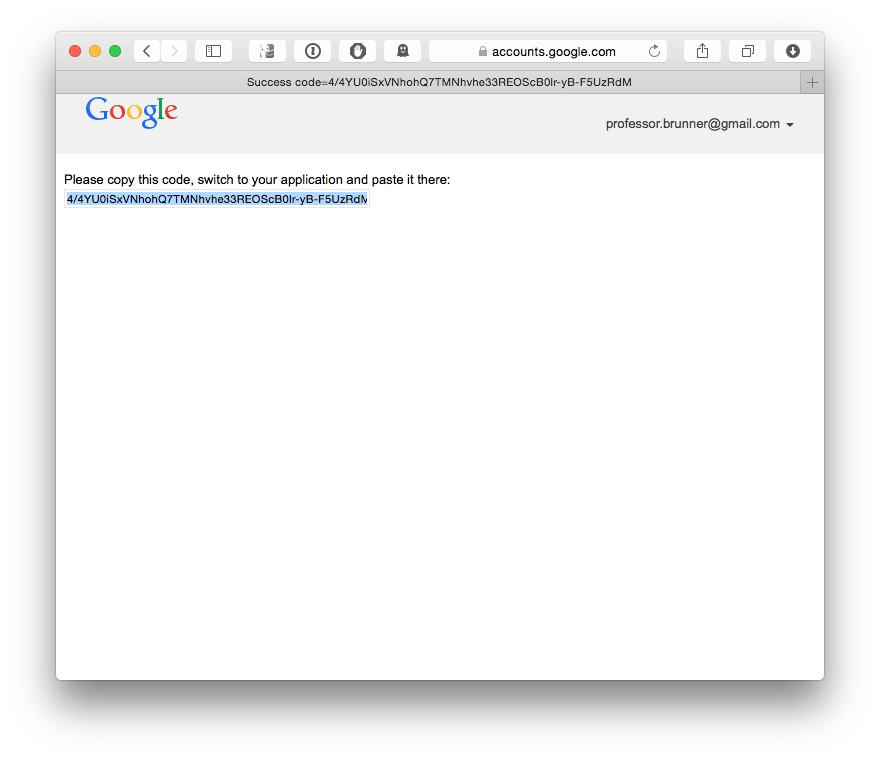 accounts.google.com
Success code=4/4YU0iSxVNhohQ7TMNhvhe33REOScB0lr-yB-F5UzRdM
Google
professor.brunner@gmail.com
Please copy this code, switch to your application and paste it there:
4/4YU0iSxVNhohQ7TMNhvhe33REOScB0lr-yB-F5UzRdM